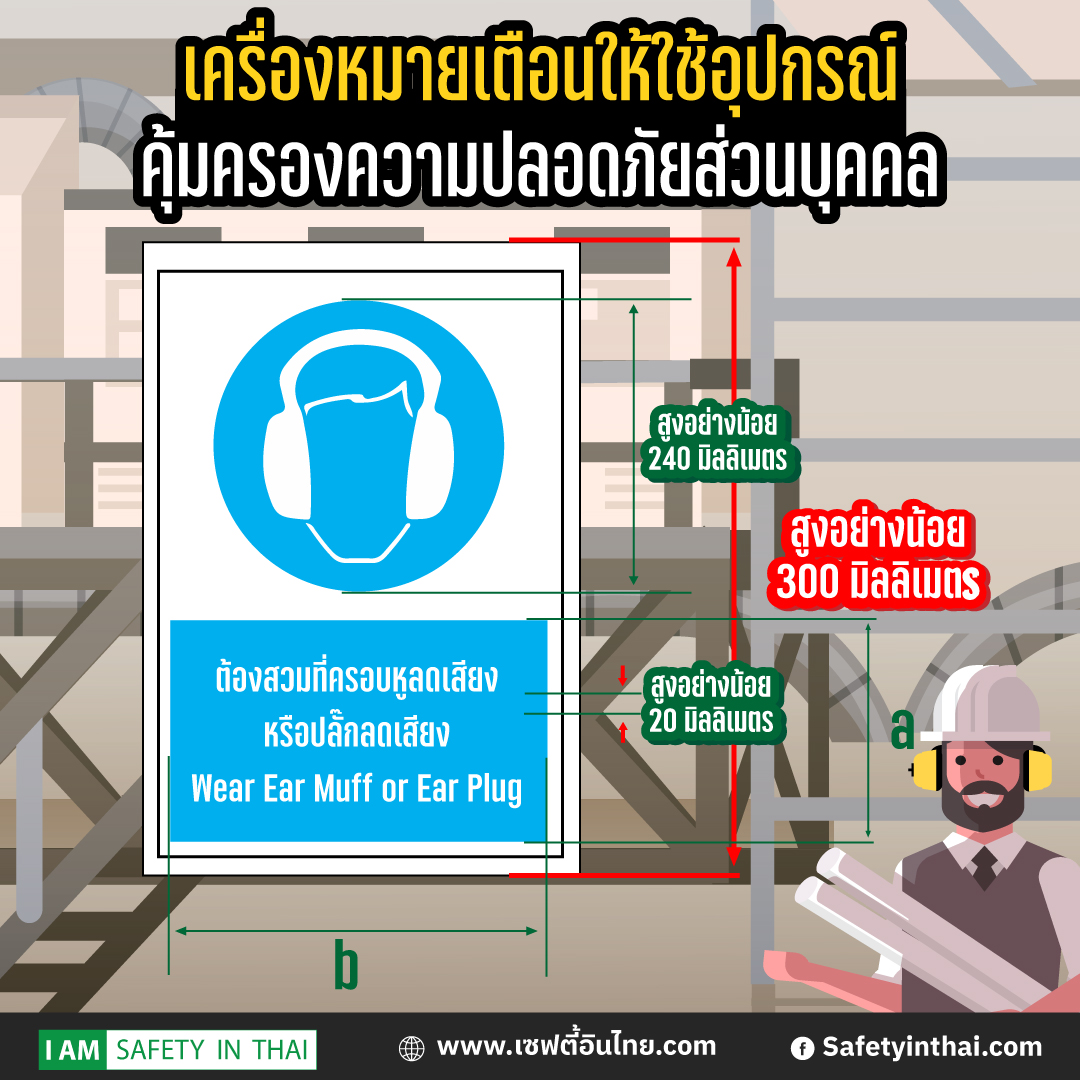 เครื่องหมายเตือนให้ใช้อุปกรณ์
คุ้มครองความปลอดภัยส่วนบุคคล
สูงอย่างน้อย
240 มิลลิเมตร
สูงอย่างน้อย
300 มิลลิเมตร
ต้องสวมที่ครอบหูลดเสียง
หรือปลั๊กลดเสียง
Wear Ear Muff or Ear Plug
สูงอย่างน้อย
20 มิลลิเมตร
a
b
I AM SAFETY IN THAI
www.เซฟตี้อินไทย.com
Safetyinthai.com